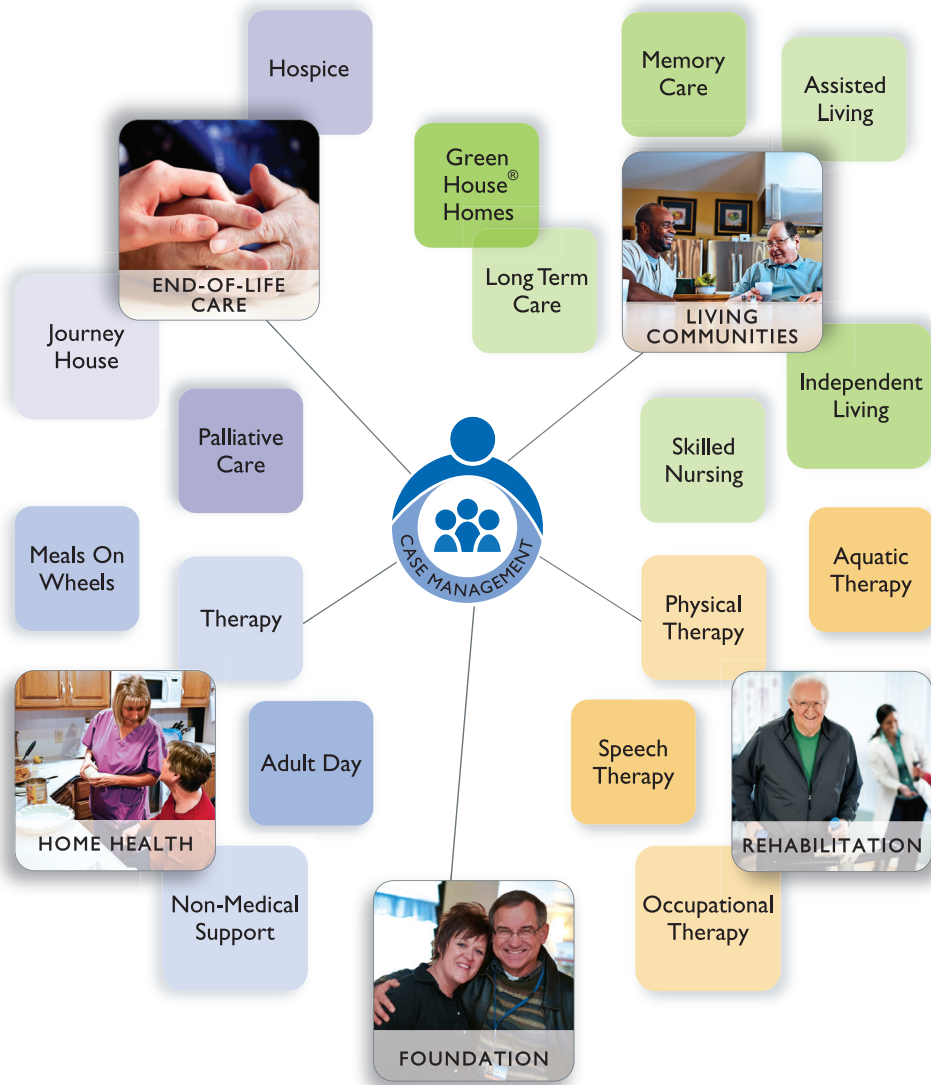 Hospice
Memory
Care
Assisted
Living
Green
House®
Homes
END-OF-LIFE
CARE
Long Term
Care
LIVING
COMMUNITIES
Journey
House
Independent
Living
Palliative
Care
Skilled
Nursing
CASE MANAGEMENT
Meals On
Wheels
Therapy
Physical
Therapy
Aquatic
Therapy
Adult Day
Speech
Therapy
HOME HEALTH
REHABILITATION
Non-Medical
Support
Occupational
Therapy
FOUNDATION